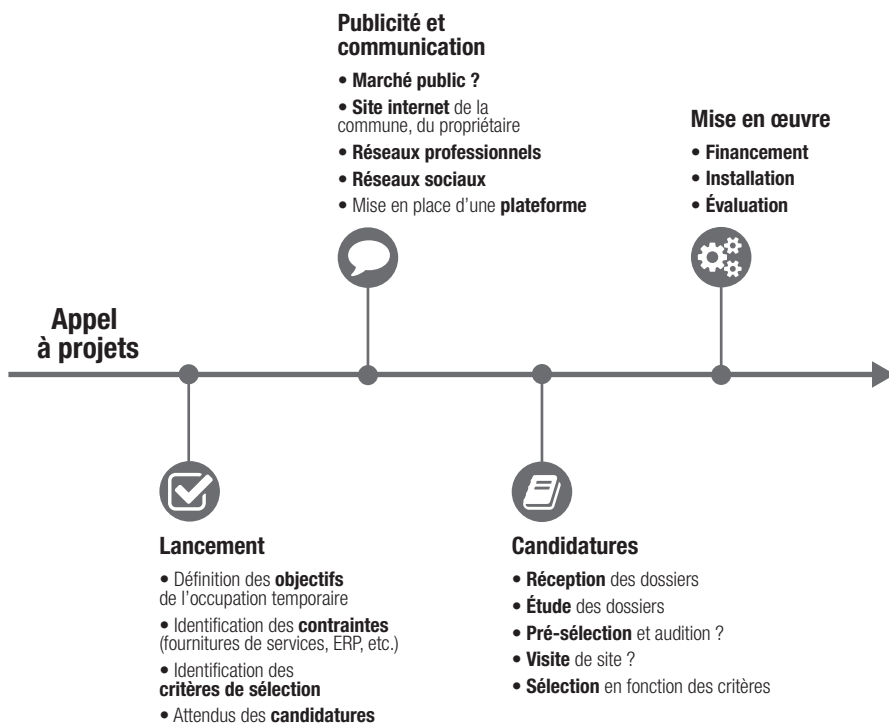 Appel
à projets
Lancement
• Définition des objectifs
de l'occupation temporaire
• Identification des contraintes
(fournitures de services, ERP, etc.)
• Identification des
critères de sélection
• Attendus des candidatures
Publicité et
communication
• Marché public ?
• Site internet de la
commune, du propriétaire
• Réseaux professionnels
• Réseaux sociaux
• Mise en place d'une plateforme
Candidatures
• Réception des dossiers
• Étude des dossiers
• Pré-sélection et audition ?
• Visite de site ?
• Sélection en fonction des critères
Mise en œuvre
• Financement
• Installation
• Évaluation